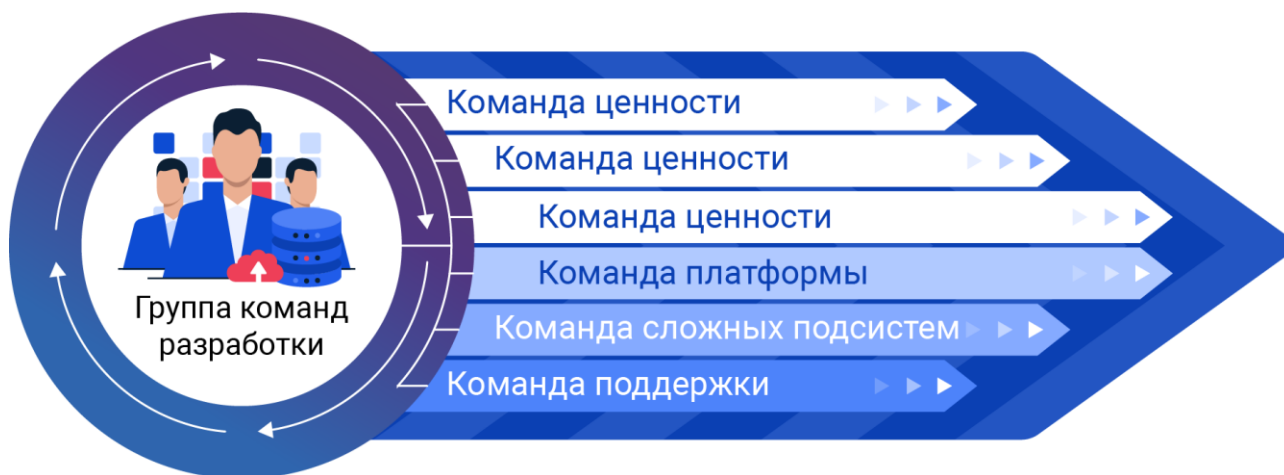 Группа команд
разработки
Команда ценности
Команда ценности
Команда ценности
Команда платформы
Команда сложных подсистем
Команда поддержки